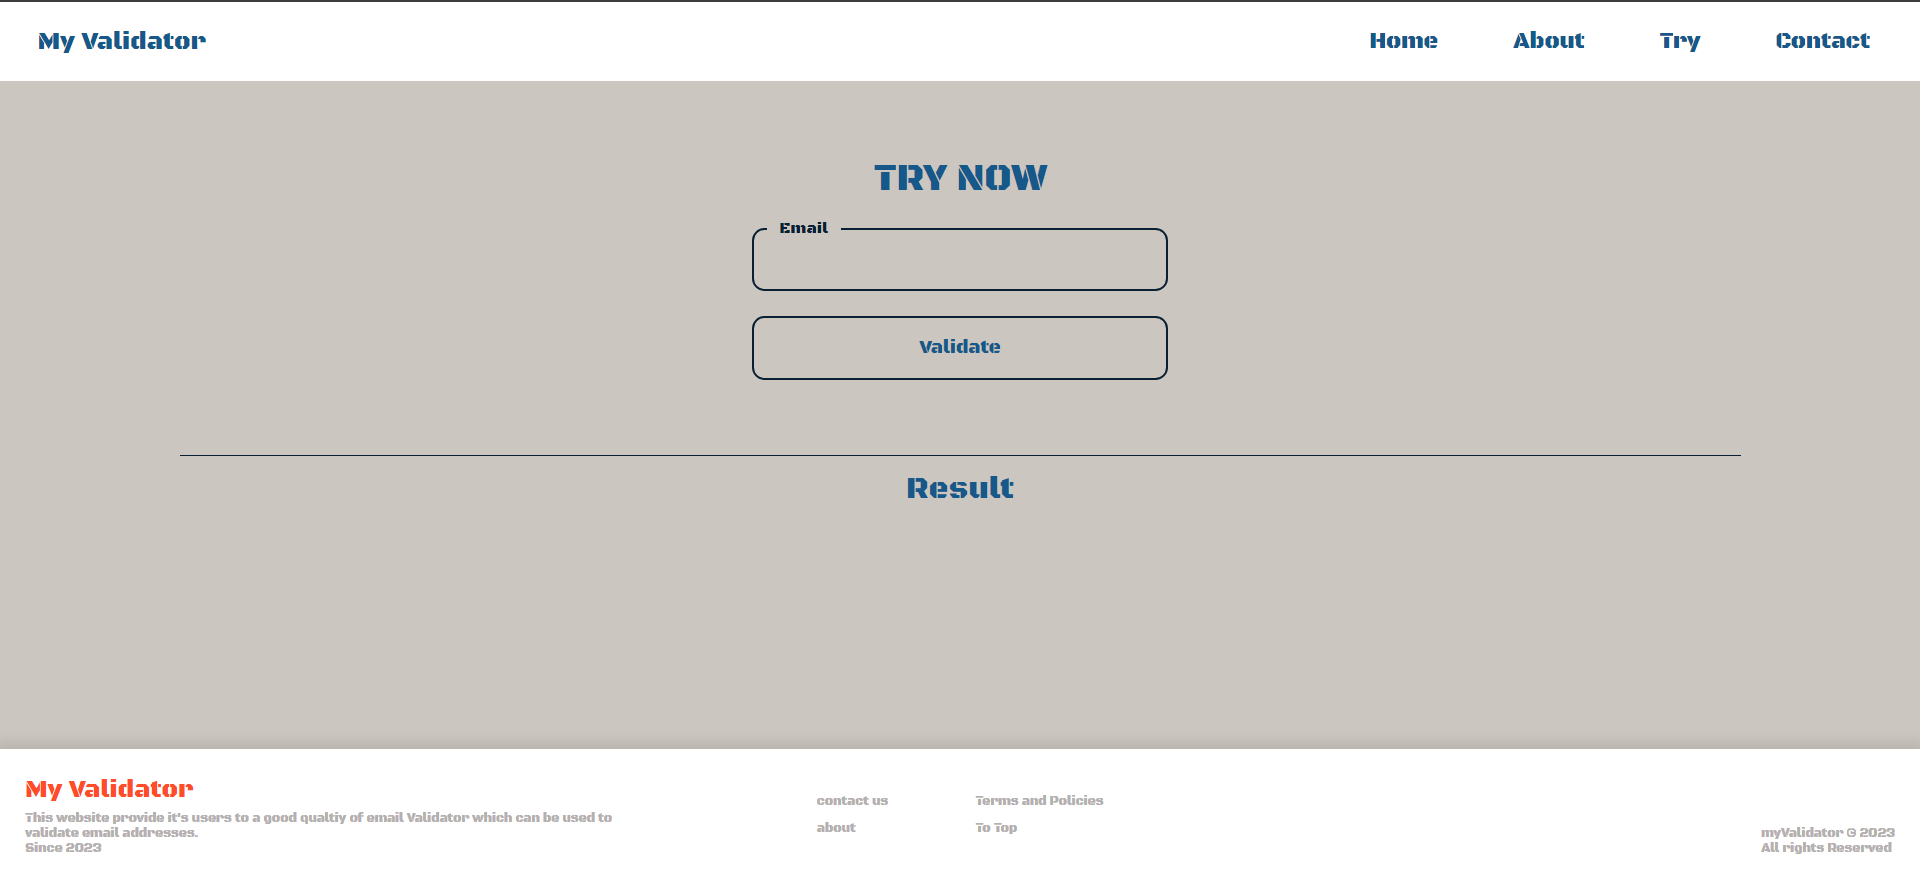 My Validator
Home
About
Try
Contact
TRY NOW
Email
Validate
Result
My Validator
This website provide it's users to a good qualtiy of email Validator which can be used to
validate email addresses.
Since 2023
contact us
about
Terms and Policies
To Top
myValidator © 2023
All rights Reserved